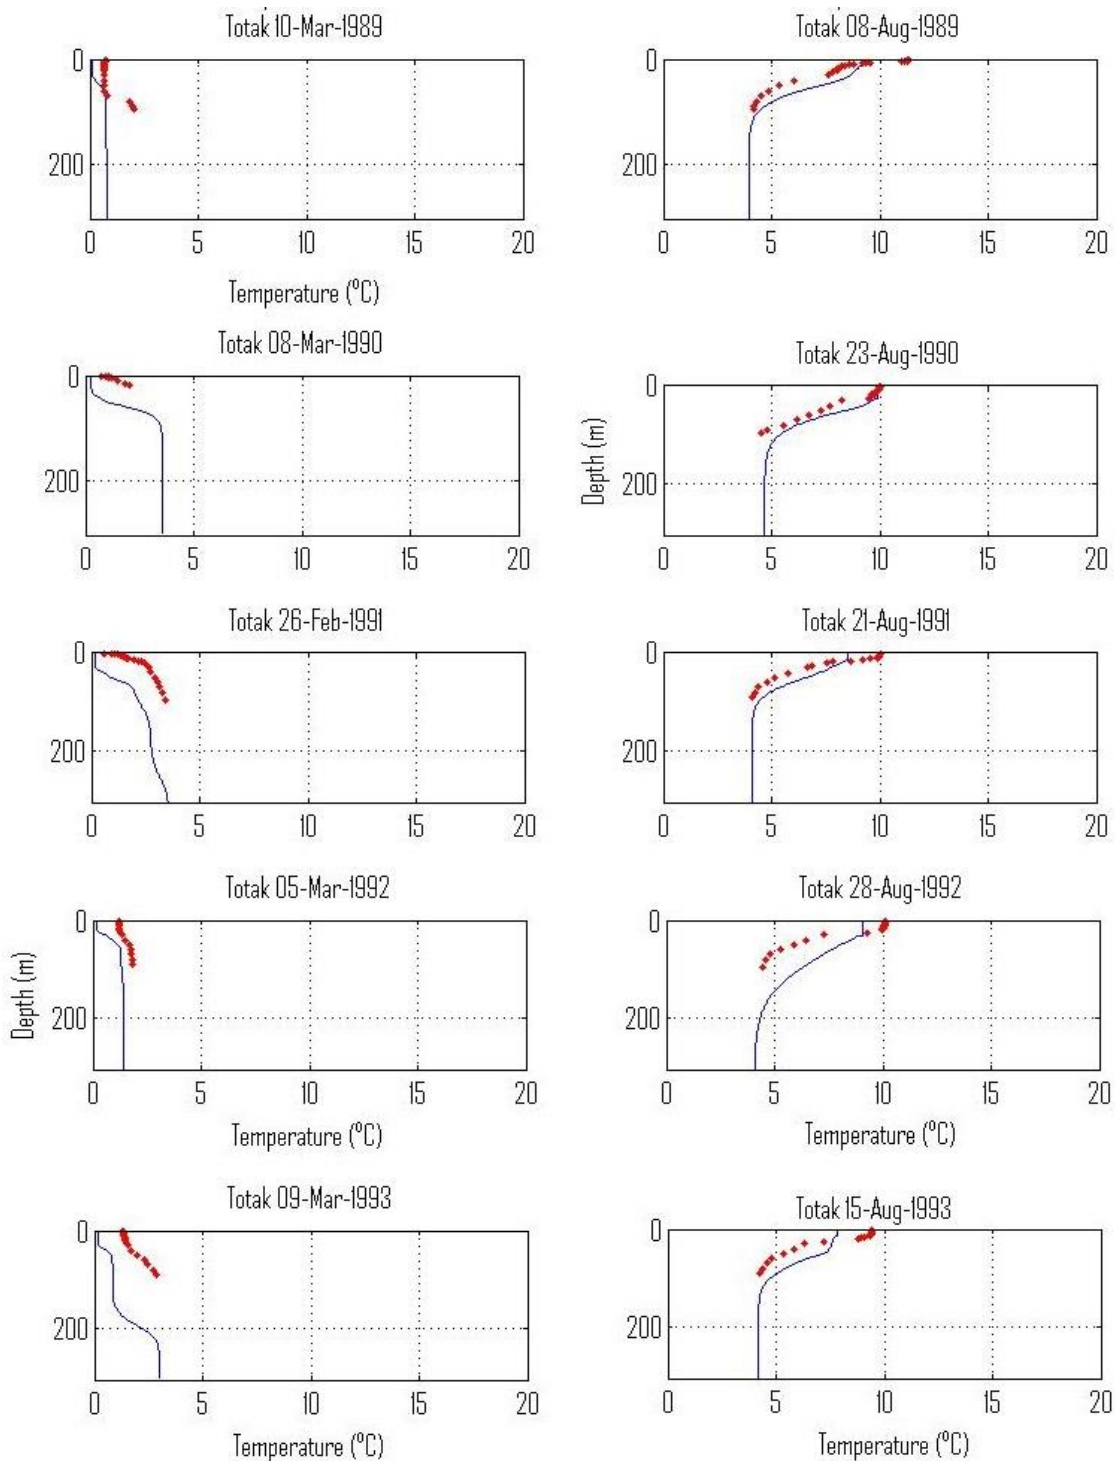 Totak 10-Mar-1989
0
200
0 5 10 15 20
Temperature (°C)
Totak 08-Aug-1989
0
200
0 5 10 15 20
Totak 08-Mar-1990
0
200
0 5 10 15 20
Totak 23-Aug-1990
0
200
Depth (m)
0 5 10 15 20
Totak 26-Feb-1991
0
200
0 5 10 15 20
Totak 21-Aug-1991
0
200
0 5 10 15 20
Totak 05-Mar-1992
0
200
Depth (m)
0 5 10 15 20
Temperature (°C)
Totak 28-Aug-1992
0
200
0 5 10 15 20
Temperature (°C)
Totak 09-Mar-1993
0
200
0 5 10 15 20
Temperature (°C)
Totak 15-Aug-1993
0
200
0 5 10 15 20
Temperature (°C)